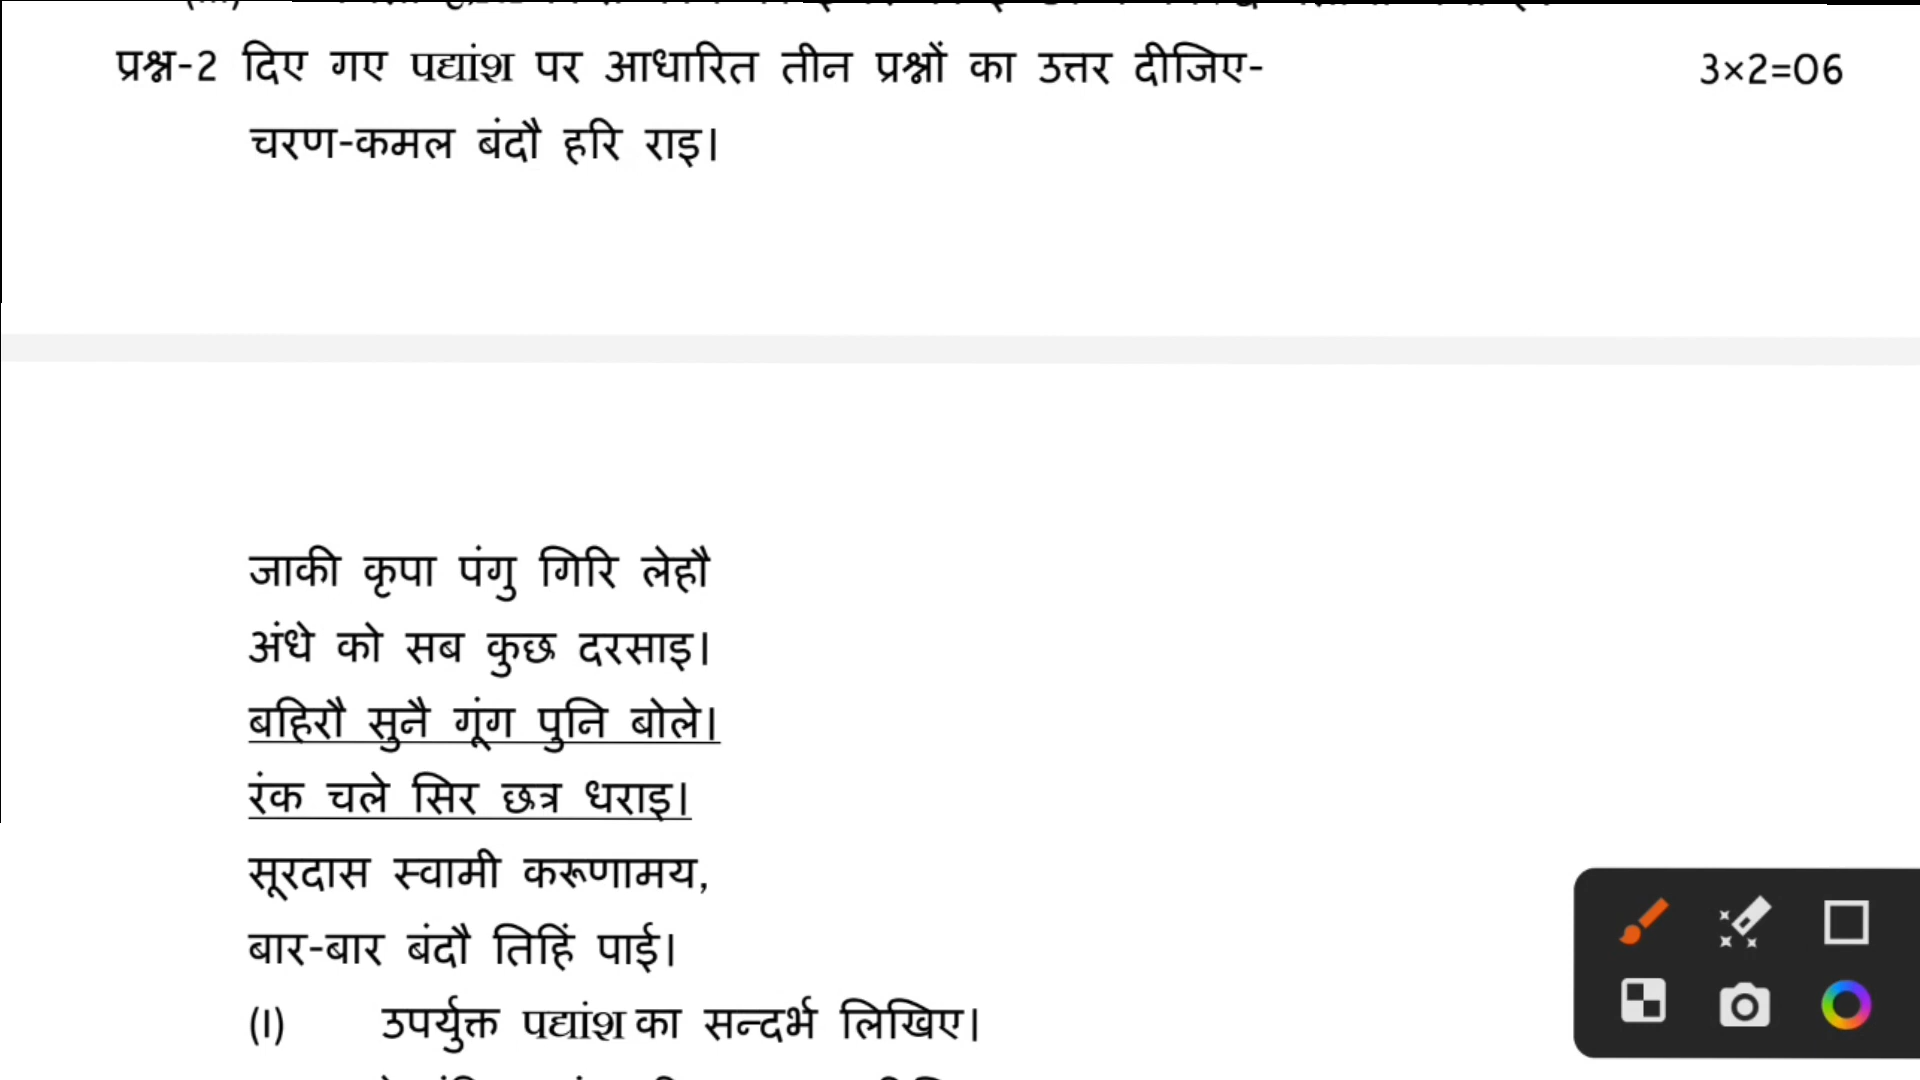 प्रश्न-2 दिए गए पद्यांश पर आधारित तीन प्रश्नों का उत्तर दीजिए- 3×2=06
चरण-कमल बंदौ हरि राइ।
जाकी कृपा पंगु गिरि लेहौ
अंधे को सब कुछ दरसाइ।
बहिरौ सुनै गूंग पुनि बोले।
रंक चले सिर छत्र धराइ।
सूरदास स्वामी करूणामय,
बार-बार बंदौ तिहिं पाई।
(I) उपर्युक्त पद्यांश का सन्दर्भ लिखिए।